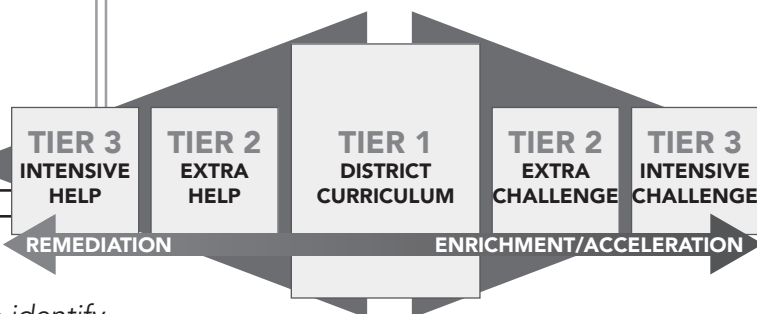 TIER 3
INTENSIVE
HELP
TIER 2
EXTRA
HELP
TIER 1
DISTRICT
CURRICULUM
TIER 2
EXTRA
CHALLENGE
TIER 3
INTENSIVE
CHALLENGE
REMEDIATION
ENRICHMENT/ACCELERATION
identify